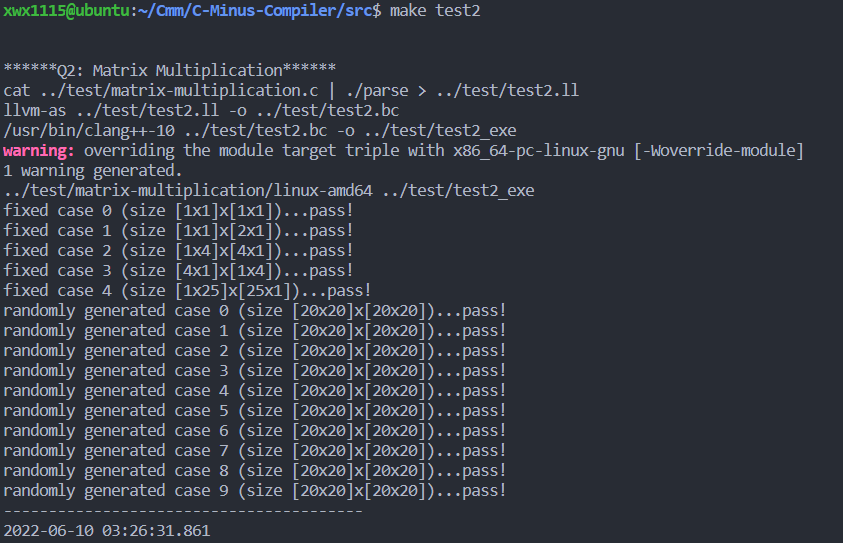 xwx1115@ubuntu:~/Cmm/C-Minus-Compiler/src$ make test2
******Q2: Matrix Multiplication******
cat ../test/matrix-multiplication.c | ./parse > ../test/test2.ll
llvm-as ../test/test2.ll -o ../test/test2.bc
/usr/bin/clang++-10 ../test/test2.bc -o ../test/test2_exe
warning: overriding the module target triple with x86_64-pc-linux-gnu [-Woverride-module]
1 warning generated.
../test/matrix-multiplication/linux-amd64 ../test/test2_exe
fixed case 0 (size [1x1]x[1x1])...pass!
fixed case 1 (size [1x1]x[2x1])...pass!
fixed case 2 (size [1x4]x[4x1])...pass!
fixed case 3 (size [4x1]x[1x4])...pass!
fixed case 4 (size [1x25]x[25x1])...pass!
randomly generated case 0 (size [20x20]x[20x20])...pass!
randomly generated case 1 (size [20x20]x[20x20])...pass!
randomly generated case 2 (size [20x20]x[20x20])...pass!
randomly generated case 3 (size [20x20]x[20x20])...pass!
randomly generated case 4 (size [20x20]x[20x20])...pass!
randomly generated case 5 (size [20x20]x[20x20])...pass!
randomly generated case 6 (size [20x20]x[20x20])...pass!
randomly generated case 7 (size [20x20]x[20x20])...pass!
randomly generated case 8 (size [20x20]x[20x20])...pass!
randomly generated case 9 (size [20x20]x[20x20])...pass!
----------------------------------------
2022-06-10 03:26:31.861